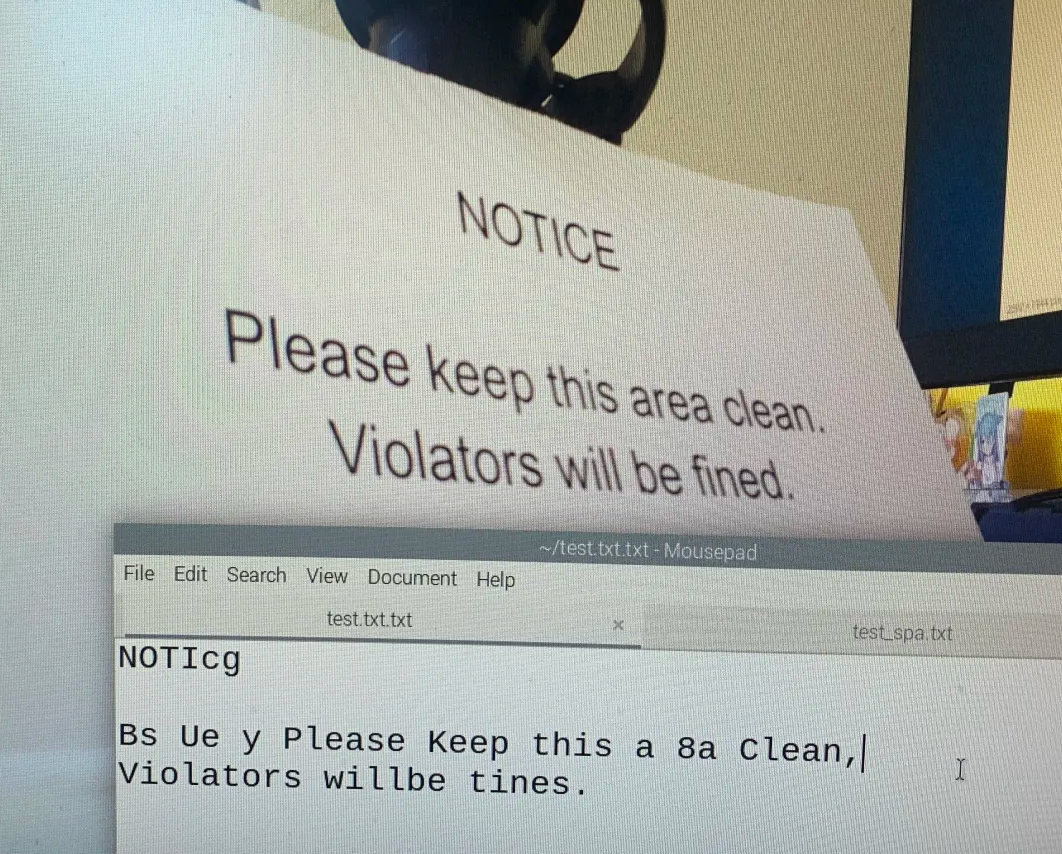 NOTICE
Please keep this area clean.
Violators will be fined.
~/test.txt.txt - Mousepad
File Edit Search View Document Help
test.txt.txt × test_spa.txt
NOTIcg
Bs Ue y Please Keep this a 8a Clean,
Violators willbe tines.